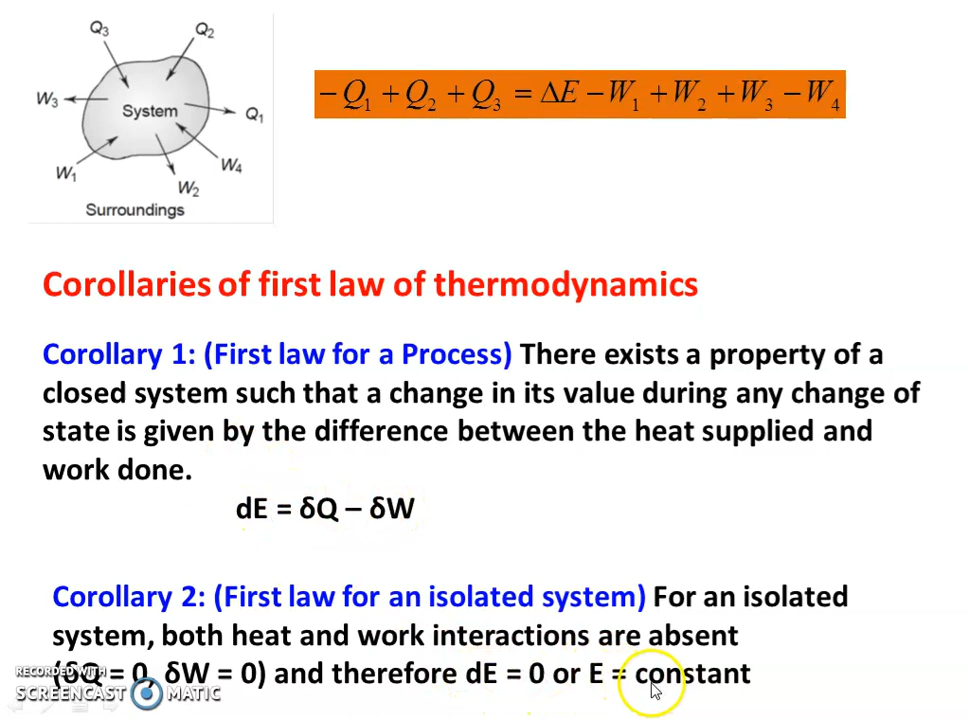 Q₃ Q₂
−Q₁ + Q₂ + Q₃ = ΔE − W₁ + W₂ + W₃ − W₄
W₃
System
Q₁
W₁
W₄
W₂
Surroundings
Corollaries of first law of thermodynamics
Corollary 1: (First law for a Process) There exists a property of a
closed system such that a change in its value during any change of
state is given by the difference between the heat supplied and
work done.
dE = δQ – δW
Corollary 2: (First law for an isolated system) For an isolated
system, both heat and work interactions are absent
(δQ = 0, δW = 0) and therefore dE = 0 or E = constant
RECORDED WITH
SCREENCAST MATIC